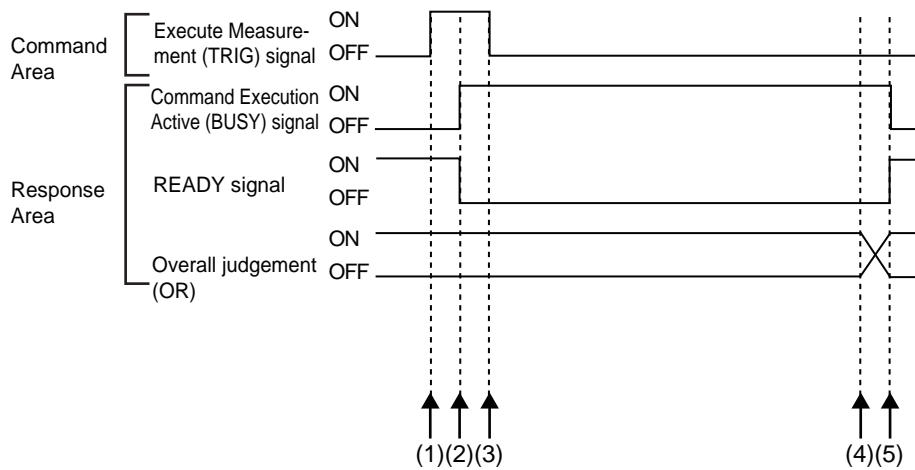 Command
Area
Execute Measure-
ment (TRIG) signal
ON
OFF
Response
Area
Command Execution
Active (BUSY) signal
ON
OFF
READY signal
ON
OFF
Overall judgement
(OR)
ON
OFF
(1)(2)(3)
(4)(5)